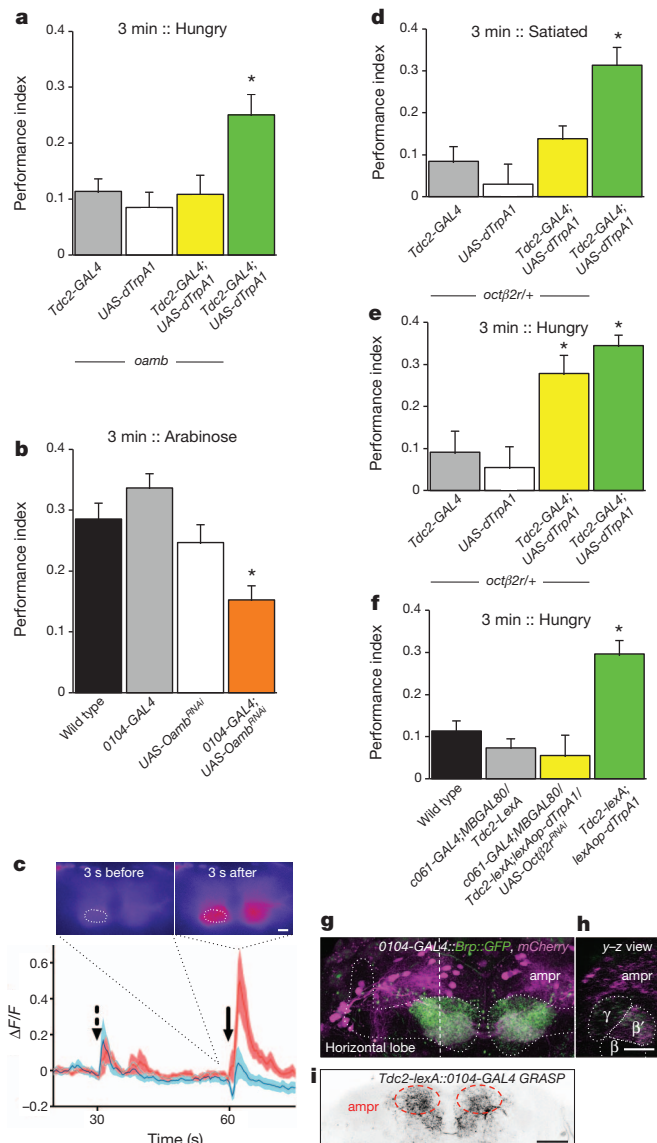 a
3 min :: Hungry
*
Performance index
0.4
0.3
0.2
0.1
0
Tdc2-GAL4
UAS-dTrpA1
Tdc2-GAL4;
UAS-dTrpA1
Tdc2-GAL4;
UAS-dTrpA1
oamb
b
3 min :: Arabinose
*
Performance index
0.4
0.3
0.2
0.1
0
Wild type
0104-GAL4
UAS-OambRNAi
0104-GAL4;
UAS-OambRNAi
c
3 s before
3 s after
ΔF/F
0.6
0.4
0.2
0
−0.2
30
60
Time (s)
d
3 min :: Satiated
*
Performance index
0.4
0.3
0.2
0.1
0
Tdc2-GAL4
UAS-dTrpA1
Tdc2-GAL4;
UAS-dTrpA1
Tdc2-GAL4;
UAS-dTrpA1
octβ2r/+
e
3 min :: Hungry
*
*
Performance index
0.4
0.3
0.2
0.1
0
Tdc2-GAL4
UAS-dTrpA1
Tdc2-GAL4;
UAS-dTrpA1
Tdc2-GAL4;
UAS-dTrpA1
octβ2r/+
f
3 min :: Hungry
*
Performance index
0.4
0.3
0.2
0.1
0
Wild type
c061-GAL4;MBGAL80/
Tdc2-LexA
c061-GAL4;MBGAL80/
Tdc2-lexA;lexAop-dTrpA1/
UAS-Octβ2rRNAi
Tdc2-lexA;
lexAop-dTrpA1
g
0104-GAL4::Brp::GFP, mCherry
ampr
Horizontal lobe
h
y–z view
ampr
γ
β′
β
i
Tdc2-lexA::0104-GAL4 GRASP
ampr